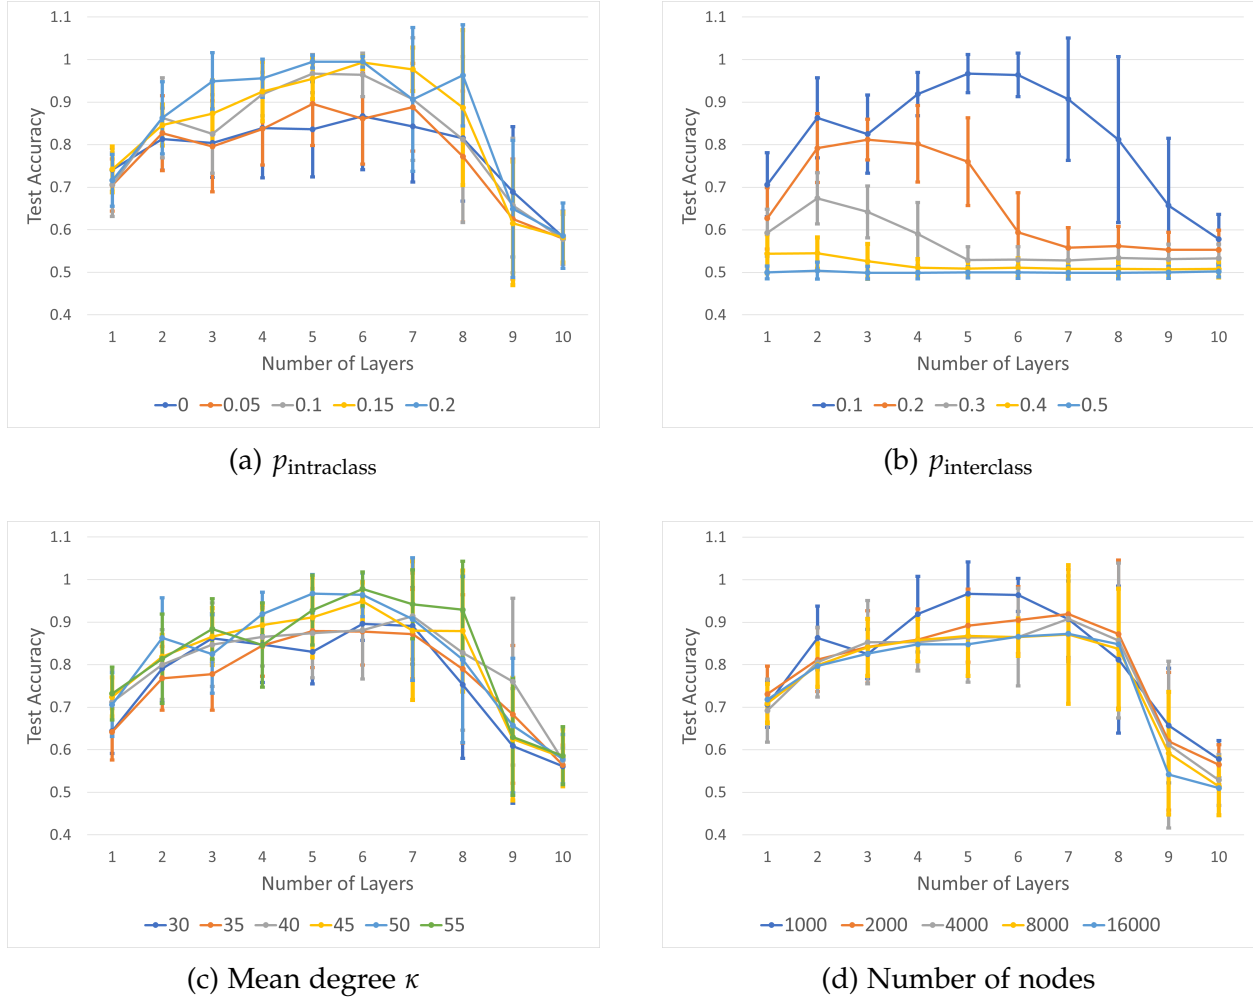 1.1
1
0.9
0.8
0.7
0.6
0.5
0.4
Test Accuracy
1 2 3 4 5 6 7 8 9 10
Number of Layers
0 0.05 0.1 0.15 0.2
(a) p intraclass
1.1
1
0.9
0.8
0.7
0.6
0.5
0.4
Test Accuracy
1 2 3 4 5 6 7 8 9 10
Number of Layers
0.1 0.2 0.3 0.4 0.5
(b) p interclass
1.1
1
0.9
0.8
0.7
0.6
0.5
0.4
Test Accuracy
1 2 3 4 5 6 7 8 9 10
Number of Layers
30 35 40 45 50 55
(c) Mean degree κ
1.1
1
0.9
0.8
0.7
0.6
0.5
0.4
Test Accuracy
1 2 3 4 5 6 7 8 9 10
Number of Layers
1000 2000 4000 8000 16000
(d) Number of nodes